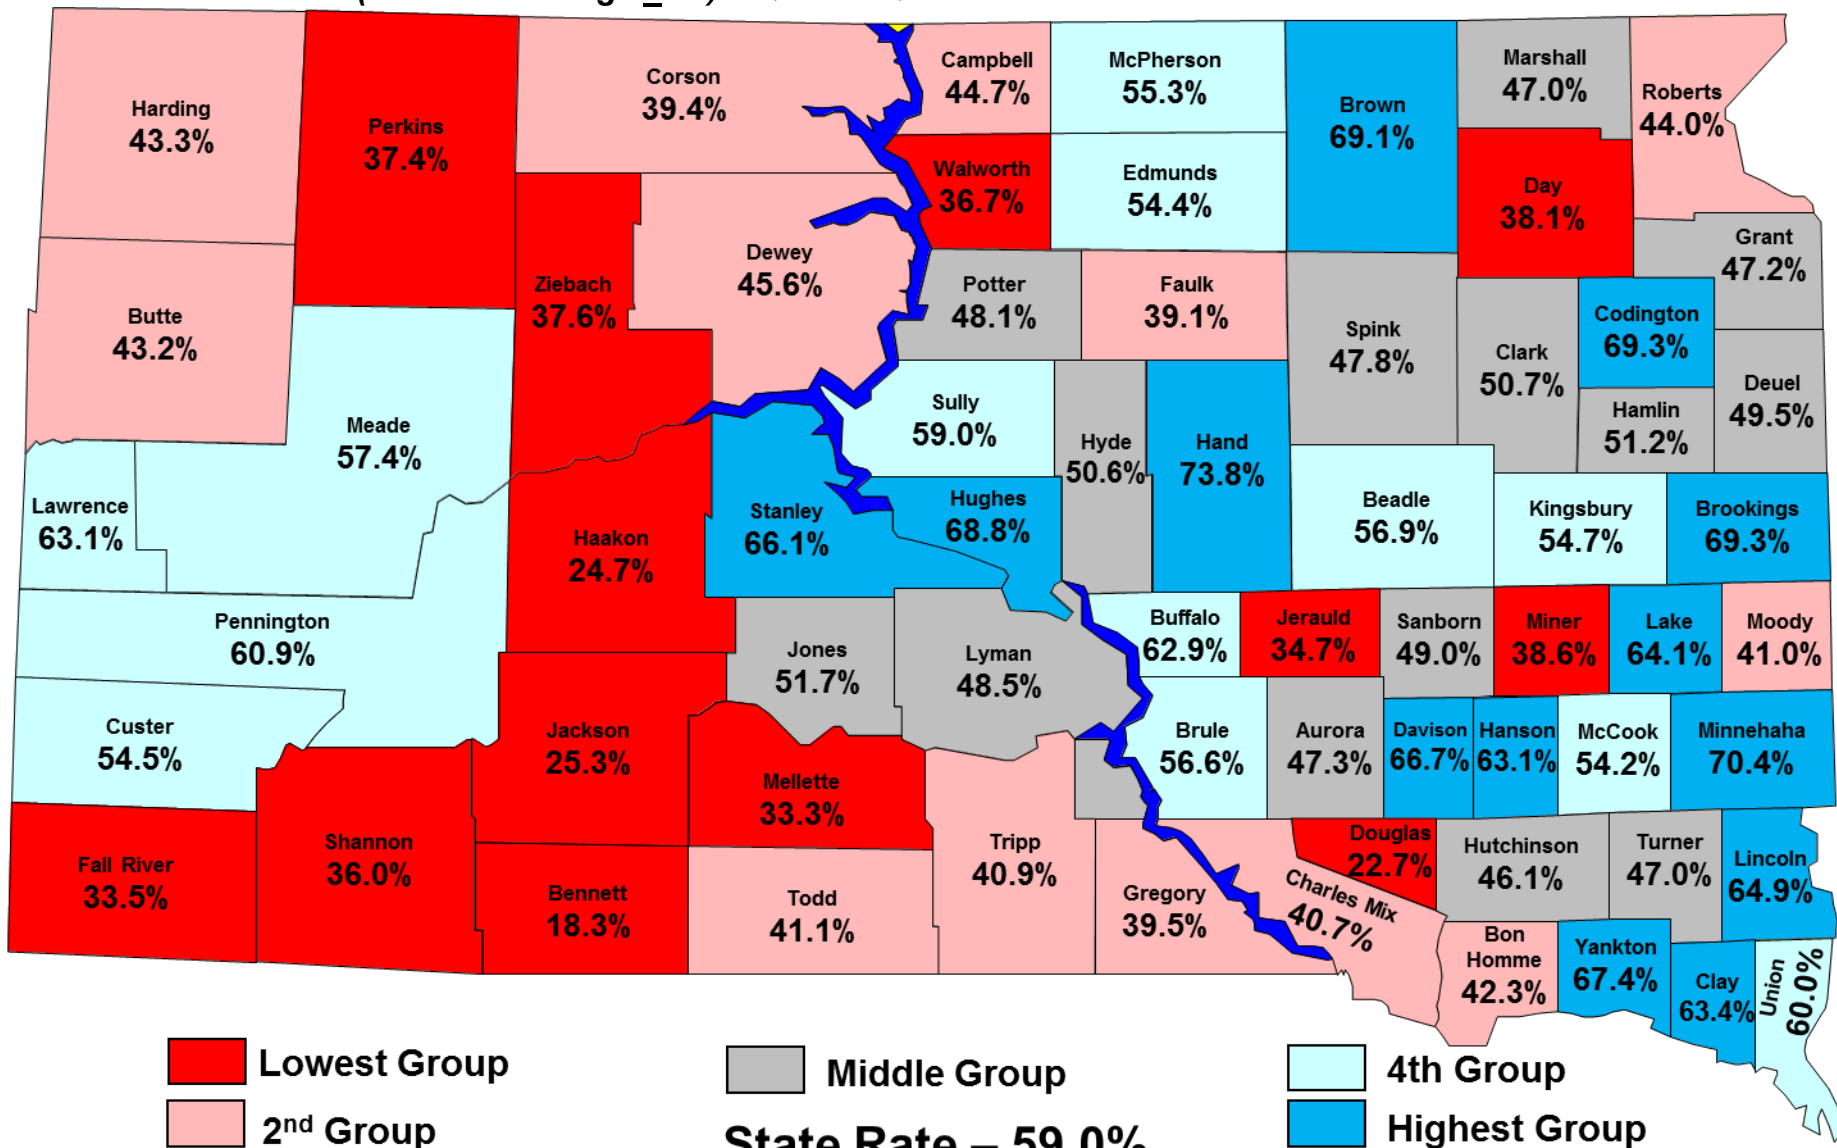 Harding
43.3%
Perkins
37.4%
Corson
39.4%
Campbell
44.7%
McPherson
55.3%
Brown
69.1%
Marshall
47.0%
Roberts
44.0%
Walworth
36.7%
Edmunds
54.4%
Day
38.1%
Grant
47.2%
Butte
43.2%
Ziebach
37.6%
Dewey
45.6%
Potter
48.1%
Faulk
39.1%
Spink
47.8%
Clark
50.7%
Codington
69.3%
Deuel
49.5%
Hamlin
51.2%
Meade
57.4%
Sully
59.0%
Hyde
50.6%
Hand
73.8%
Lawrence
63.1%
Haakon
24.7%
Stanley
66.1%
Hughes
68.8%
Beadle
56.9%
Kingsbury
54.7%
Brookings
69.3%
Pennington
60.9%
Jones
51.7%
Lyman
48.5%
Buffalo
62.9%
Jerauld
34.7%
Sanborn
49.0%
Miner
38.6%
Lake
64.1%
Moody
41.0%
Custer
54.5%
Jackson
25.3%
Mellette
33.3%
Brule
56.6%
Aurora
47.3%
Davison
66.7%
Hanson
63.1%
McCook
54.2%
Minnehaha
70.4%
Fall River
33.5%
Shannon
36.0%
Bennett
18.3%
Todd
41.1%
Tripp
40.9%
Gregory
39.5%
Charles Mix
40.7%
Douglas
22.7%
Hutchinson
46.1%
Turner
47.0%
Lincoln
64.9%
Bon
Homme
42.3%
Yankton
67.4%
Clay
63.4%
Union
60.0%
Lowest Group
2nd Group
Middle Group
State Rate – 59.0%
4th Group
Highest Group